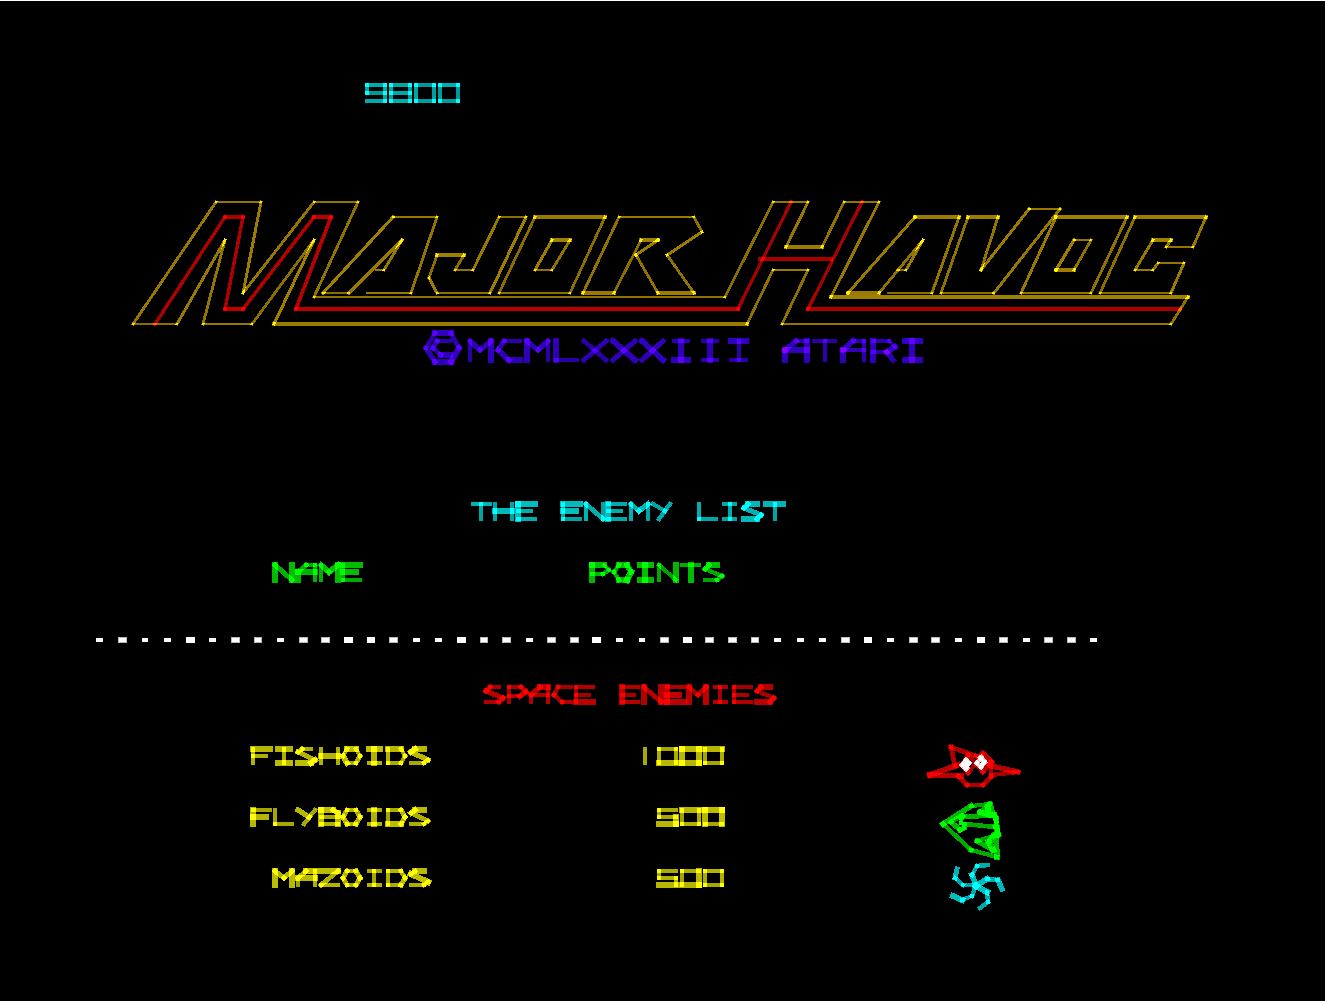 9800
MAJOR HAVOC
©MCMLXXXIII ATARI
THE ENEMY LIST
NAME POINTS
SPACE ENEMIES
FISHOIDS 1000
FLYBOIDS 500
MAZOIDS 500